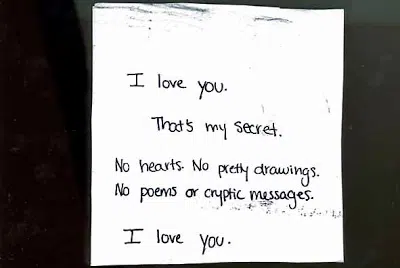 I love you.
That's my secret.
No hearts. No pretty drawings.
No poems or cryptic messages.
I love you.